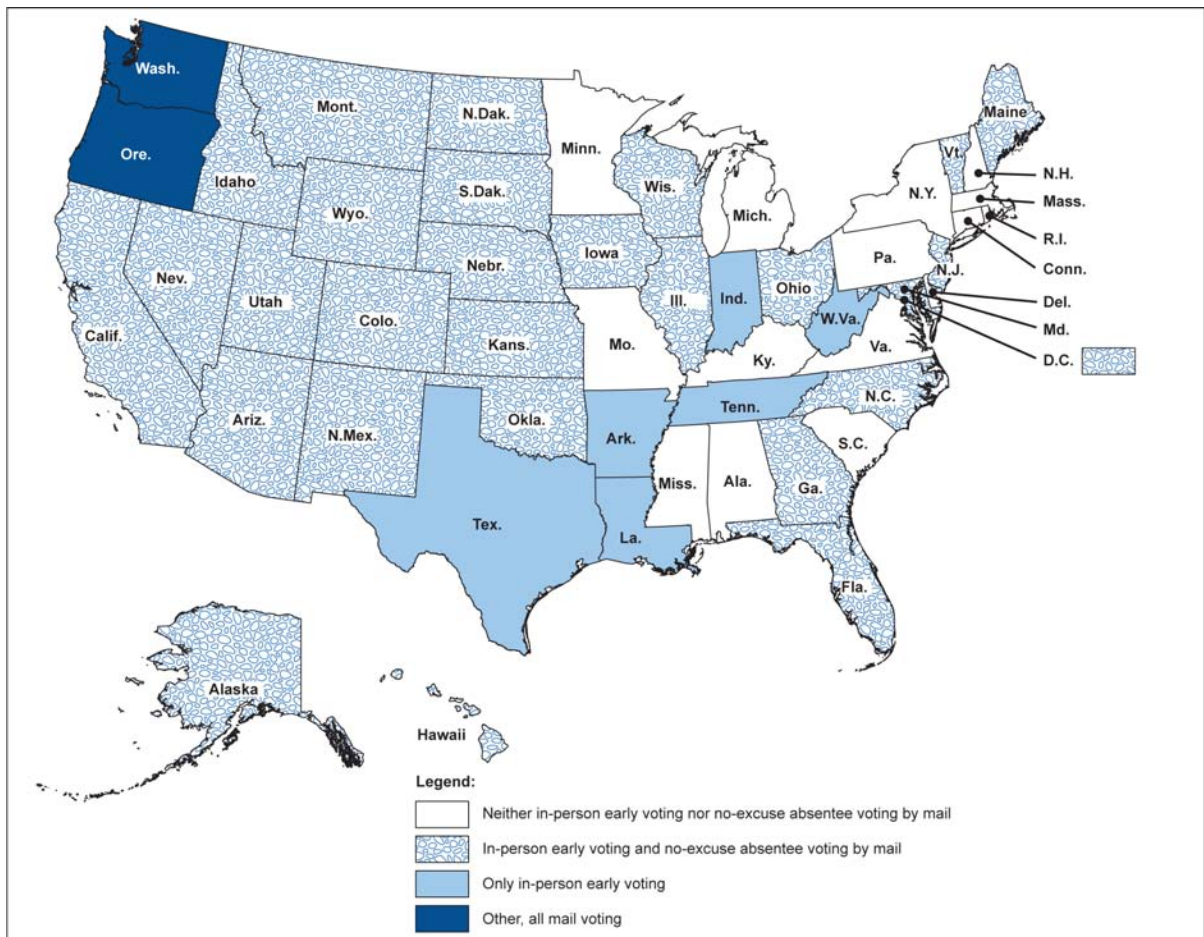 Wash.
Mont.
N.Dak.
Minn.
Maine
Ore.
Idaho
S.Dak.
Wis.
Vt.
N.H.
Wyo.
Mich.
N.Y.
Mass.
R.I.
Iowa
Pa.
Conn.
Nev.
Nebr.
Ohio
N.J.
Utah
Ill.
Ind.
Del.
Calif.
Colo.
Kans.
Mo.
W.Va.
Md.
Va.
D.C.
Ky.
Ariz.
N.Mex.
Okla.
Ark.
Tenn.
N.C.
S.C.
Tex.
La.
Miss.
Ala.
Ga.
Fla.
Alaska
Hawaii
Legend:
Neither in-person early voting nor no-excuse absentee voting by mail
In-person early voting and no-excuse absentee voting by mail
Only in-person early voting
Other, all mail voting